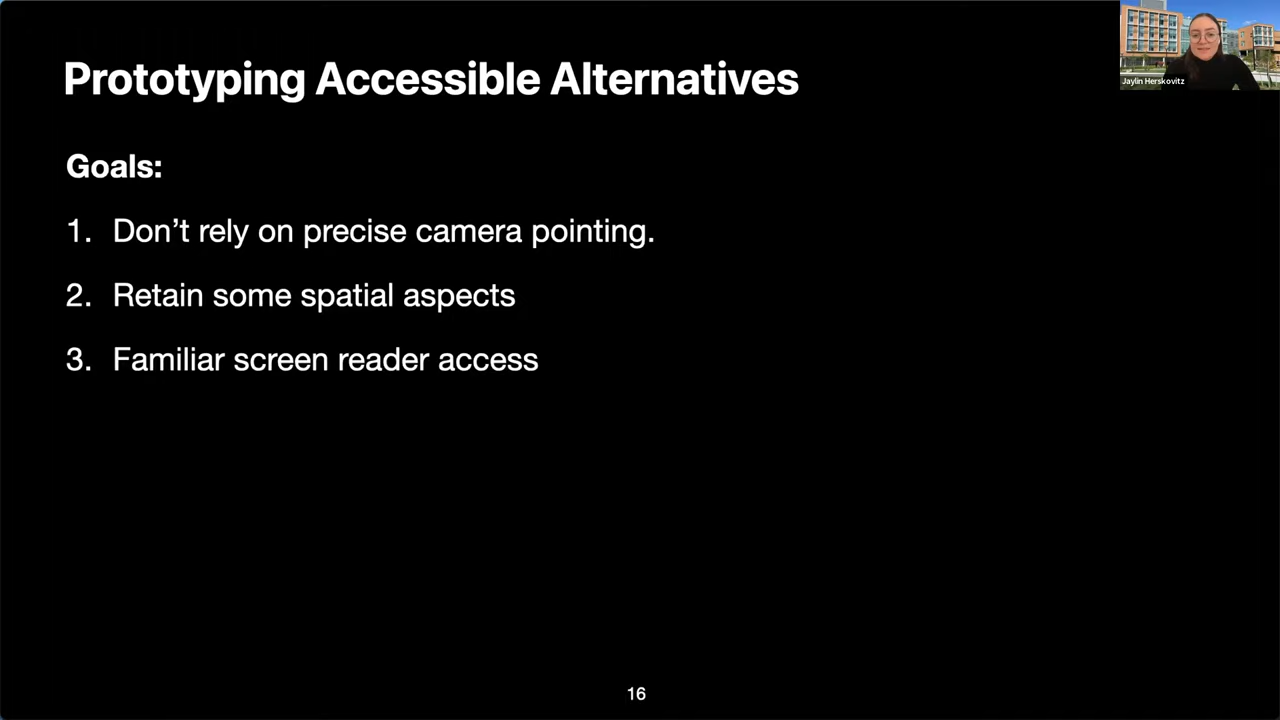 Prototyping Accessible Alternatives
Jaylin Herskovitz
Goals:
1. Don’t rely on precise camera pointing.
2. Retain some spatial aspects
3. Familiar screen reader access
16